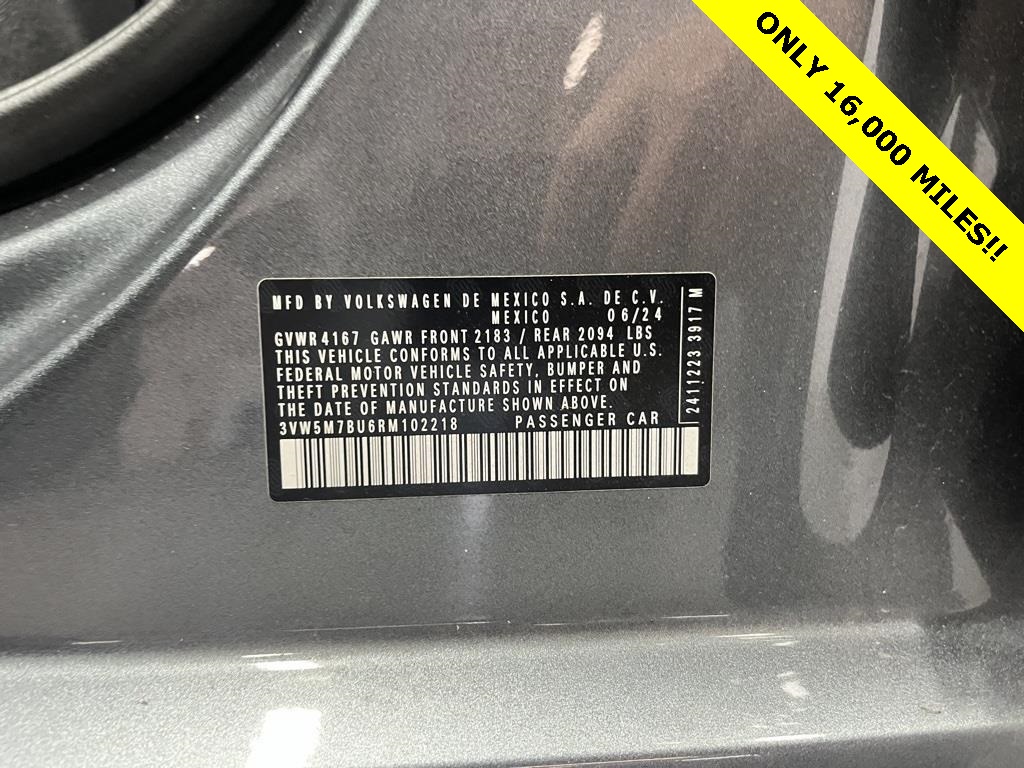 ONLY 16,000 MILES!!
MFD BY VOLKSWAGEN DE MEXICO S.A. DE C.V.
MEXICO 06/24
GVWR 4167 GAWR FRONT 2183 / REAR 2094 LBS
THIS VEHICLE CONFORMS TO ALL APPLICABLE U.S.
FEDERAL MOTOR VEHICLE SAFETY, BUMPER AND
THEFT PREVENTION STANDARDS IN EFFECT ON
THE DATE OF MANUFACTURE SHOWN ABOVE.
3VW5M7BU6RM102218 PASSENGER CAR
2411223 3917 M